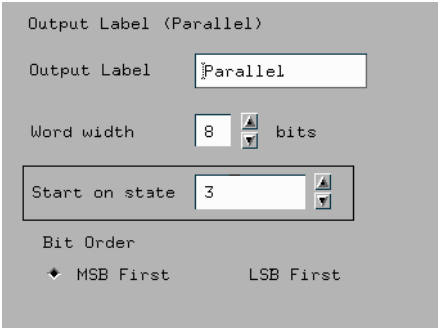 Output Label (Parallel)
Output Label Parallel
Word width 8 bits
Start on state 3
Bit Order
MSB First LSB First